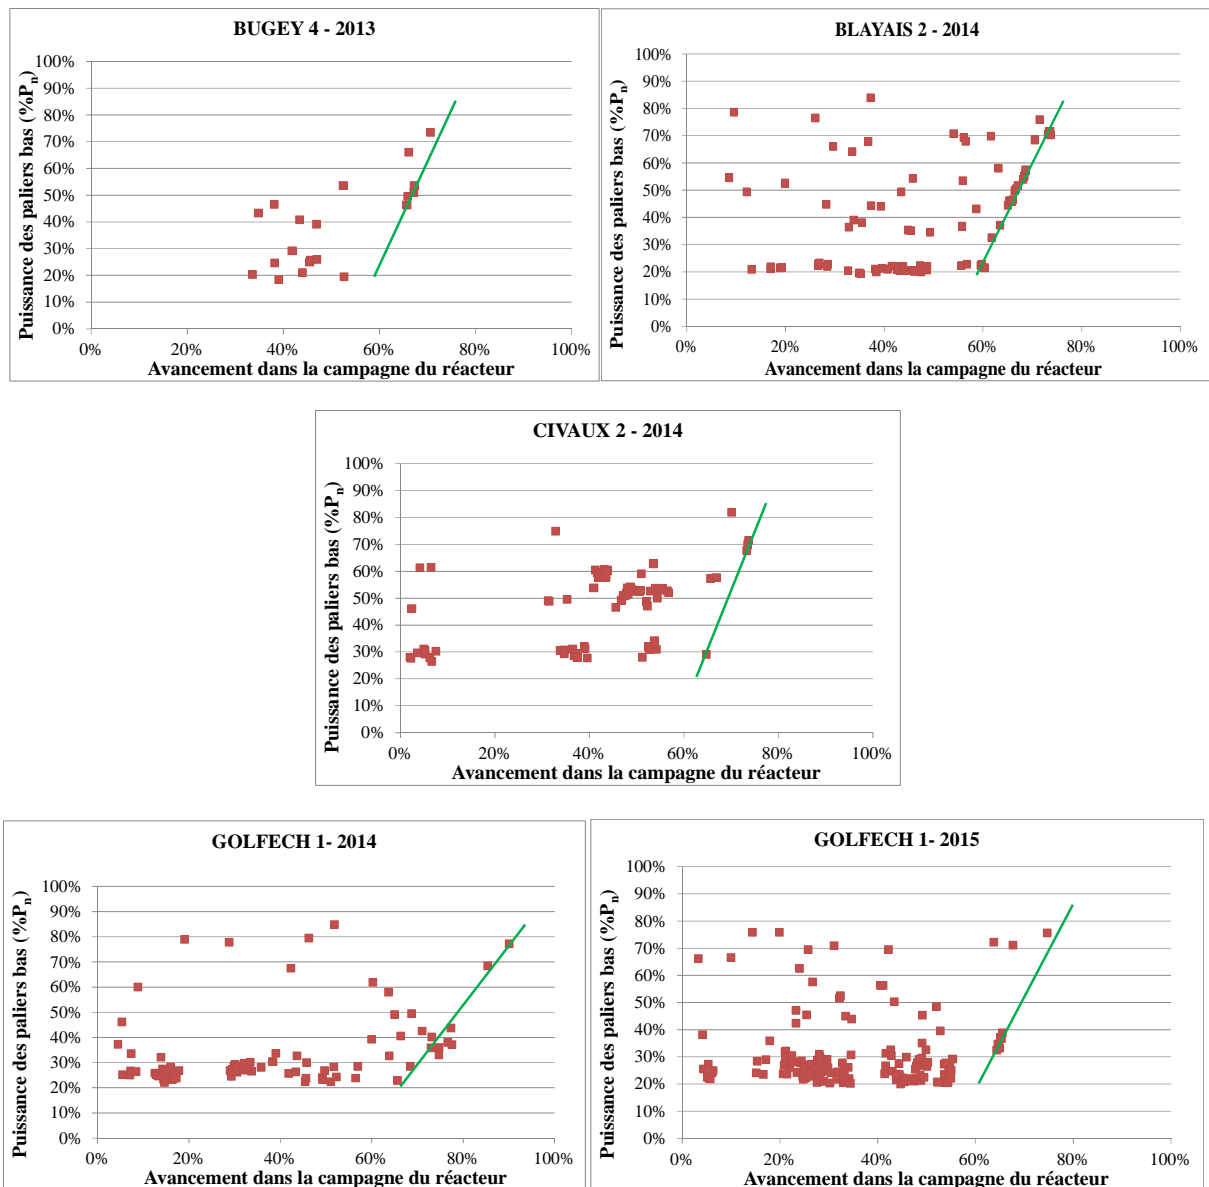 BUGEY 4 - 2013
Puissance des paliers bas (%Pn)
100%
90%
80%
70%
60%
50%
40%
30%
20%
10%
0%
0% 20% 40% 60% 80% 100%
Avancement dans la campagne du réacteur
BLAYAIS 2 - 2014
Puissance des paliers bas (%Pn)
100%
90%
80%
70%
60%
50%
40%
30%
20%
10%
0%
0% 20% 40% 60% 80% 100%
Avancement dans la campagne du réacteur
CIVAUX 2 - 2014
Puissance des paliers bas (%Pn)
100%
90%
80%
70%
60%
50%
40%
30%
20%
10%
0%
0% 20% 40% 60% 80% 100%
Avancement dans la campagne du réacteur
GOLFECH 1- 2014
Puissance des paliers bas (%Pn)
100%
90%
80%
70%
60%
50%
40%
30%
20%
10%
0%
0% 20% 40% 60% 80% 100%
Avancement dans la campagne du réacteur
GOLFECH 1- 2015
Puissance des paliers bas (%Pn)
100%
90%
80%
70%
60%
50%
40%
30%
20%
10%
0%
0% 20% 40% 60% 80% 100%
Avancement dans la campagne du réacteur